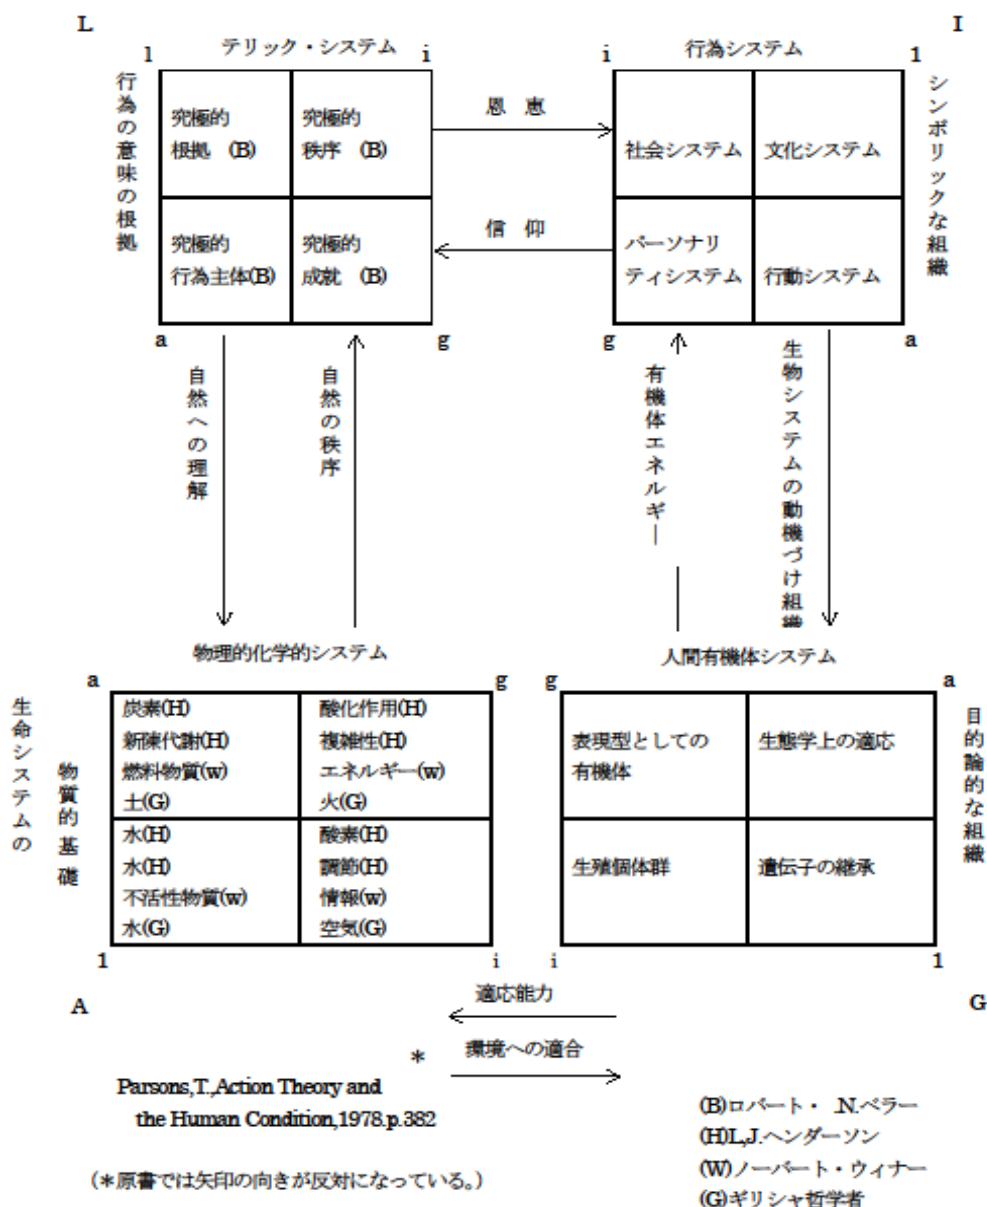 L
I
テリック・システム
行為システム
l
i
i
1
行為の意味の根拠
シンボリックな組織
究極的
根拠 (B)
究極的
秩序 (B)
究極的
行為主体(B)
究極的
成就 (B)
恩 恵
信 仰
社会システム
文化システム
パーソナリ
ティシステム
行動システム
a
g
g
a
自然への理解
自然の秩序
有機体エネルギー
生物システムの動機づけ組織
物理的化学的システム
人間有機体システム
a
g
g
a
生命システムの
物質的基礎
目的論的な組織
炭素(H)
新陳代謝(H)
燃料物質(w)
土(G)
酸化作用(H)
複雑性(H)
エネルギー(w)
火(G)
水(H)
水(H)
不活性物質(w)
水(G)
酸素(H)
調節(H)
情報(w)
空気((G)
表現型としての
有機体
生態学上の適応
生殖個体群
遺伝子の継承
1
i
i
1
A
G
適応能力
*
環境への適合
Parsons,T.,Action Theory and
the Human Condition,1978.p.382
(*原書では矢印の向きが反対になっている。)
(B)ロバート・ .N.ベラー
(H)L,J.ヘンダーソン
(W)ノーバート・ウィナー
(G)ギリシャ哲学者